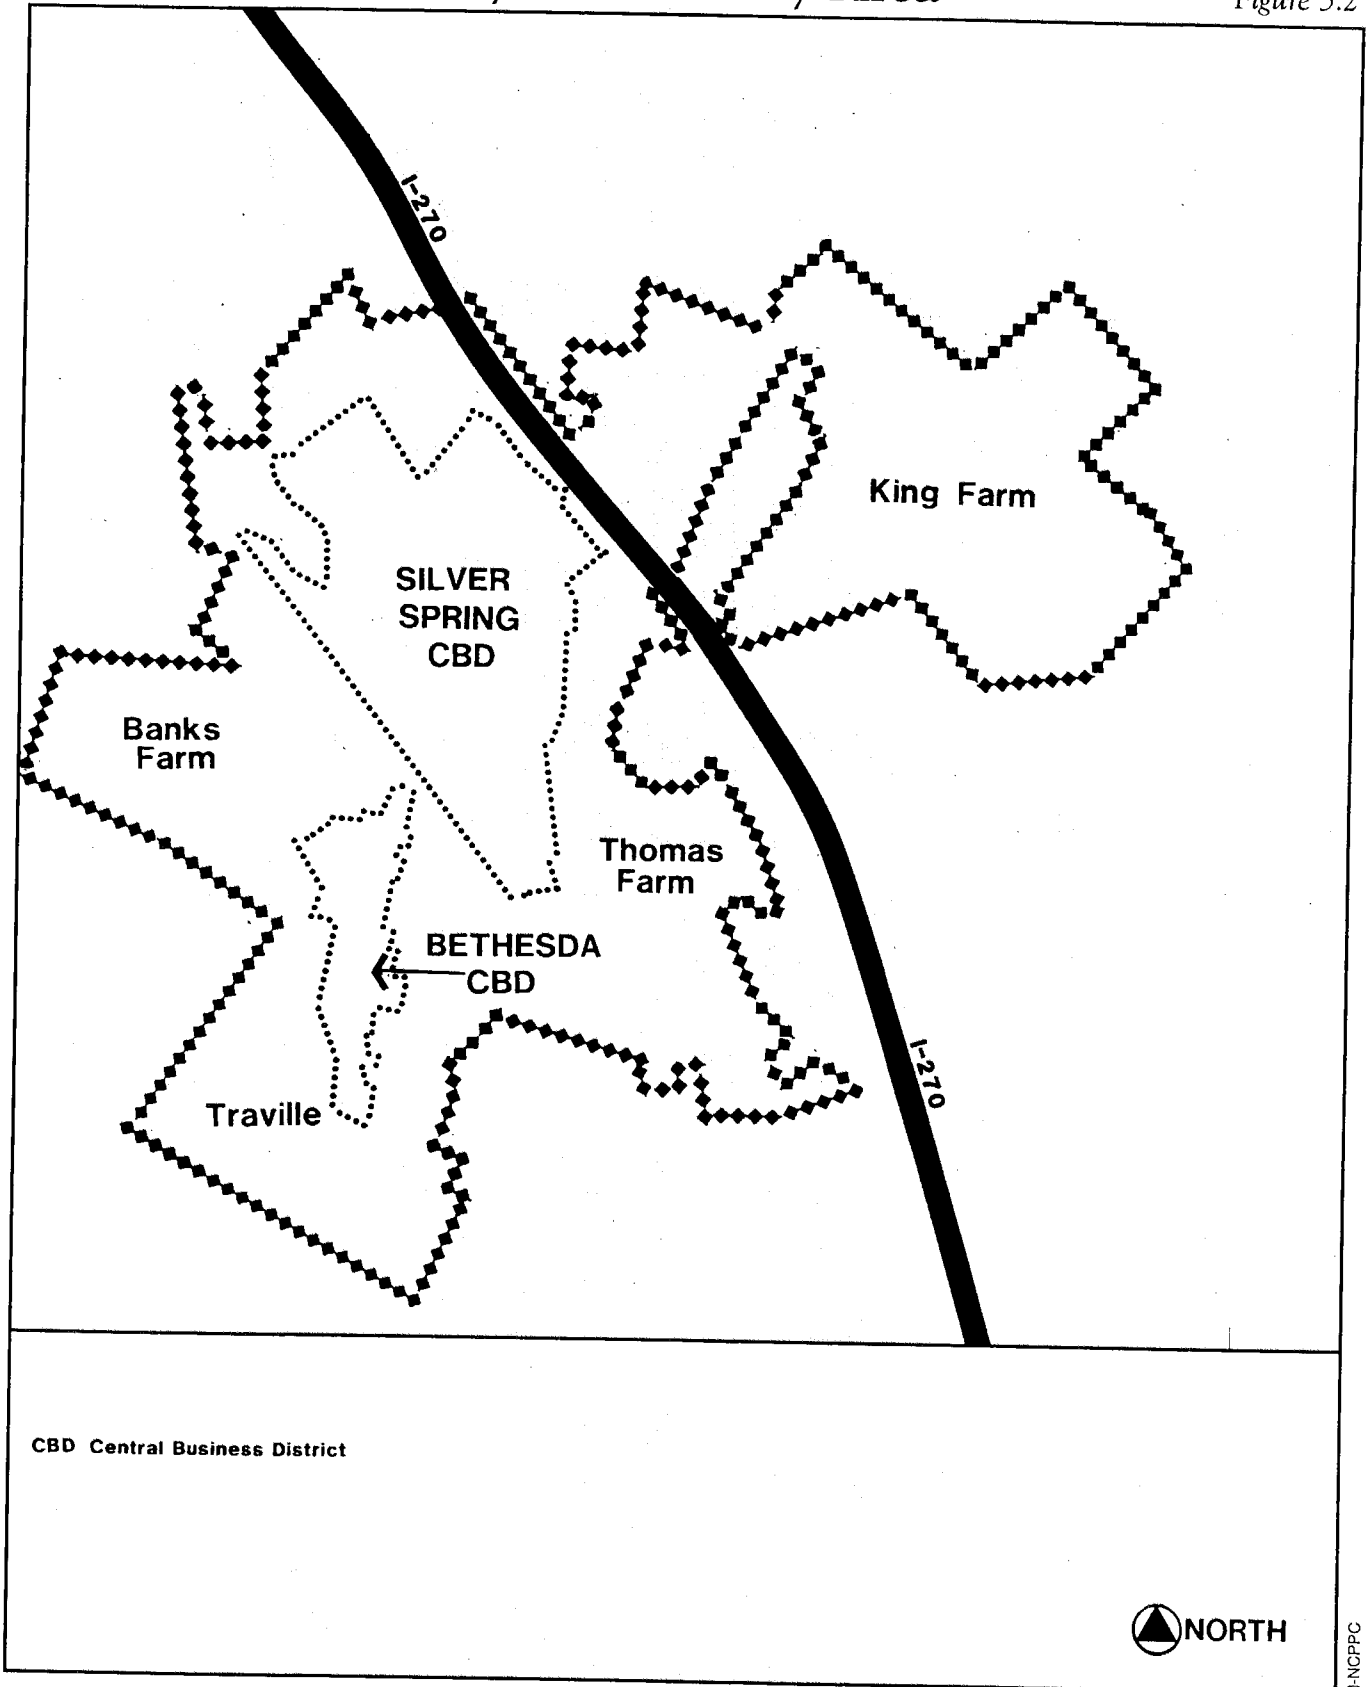 Figure 5.2
I-270
King Farm
SILVER
SPRING
CBD
Banks
Farm
Thomas
Farm
BETHESDA
CBD
I-270
Traville
CBD Central Business District
NORTH
-NCPPC